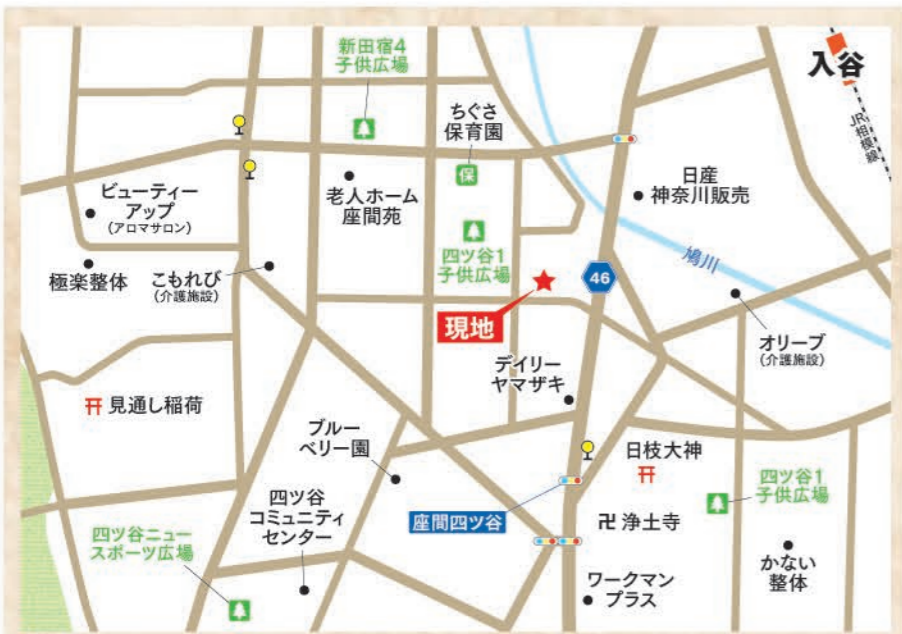 新田宿4
子供広場
入谷
JR相模線
ちぐさ
保育園
保
日産
神奈川販売
ビューティー
アップ
(アロマサロン)
老人ホーム
座間苑
四ツ谷1
子供広場
鳩川
極楽整体
こもれび
(介護施設)
46
現地
オリーブ
(介護施設)
デイリー
ヤマザキ
見通し稲荷
ブルー
ベリー園
日枝大神
四ツ谷1
子供広場
四ツ谷
コミュニティ
センター
座間四ツ谷
卍 浄土寺
四ツ谷ニュー
スポーツ広場
かない
整体
ワークマン
プラス